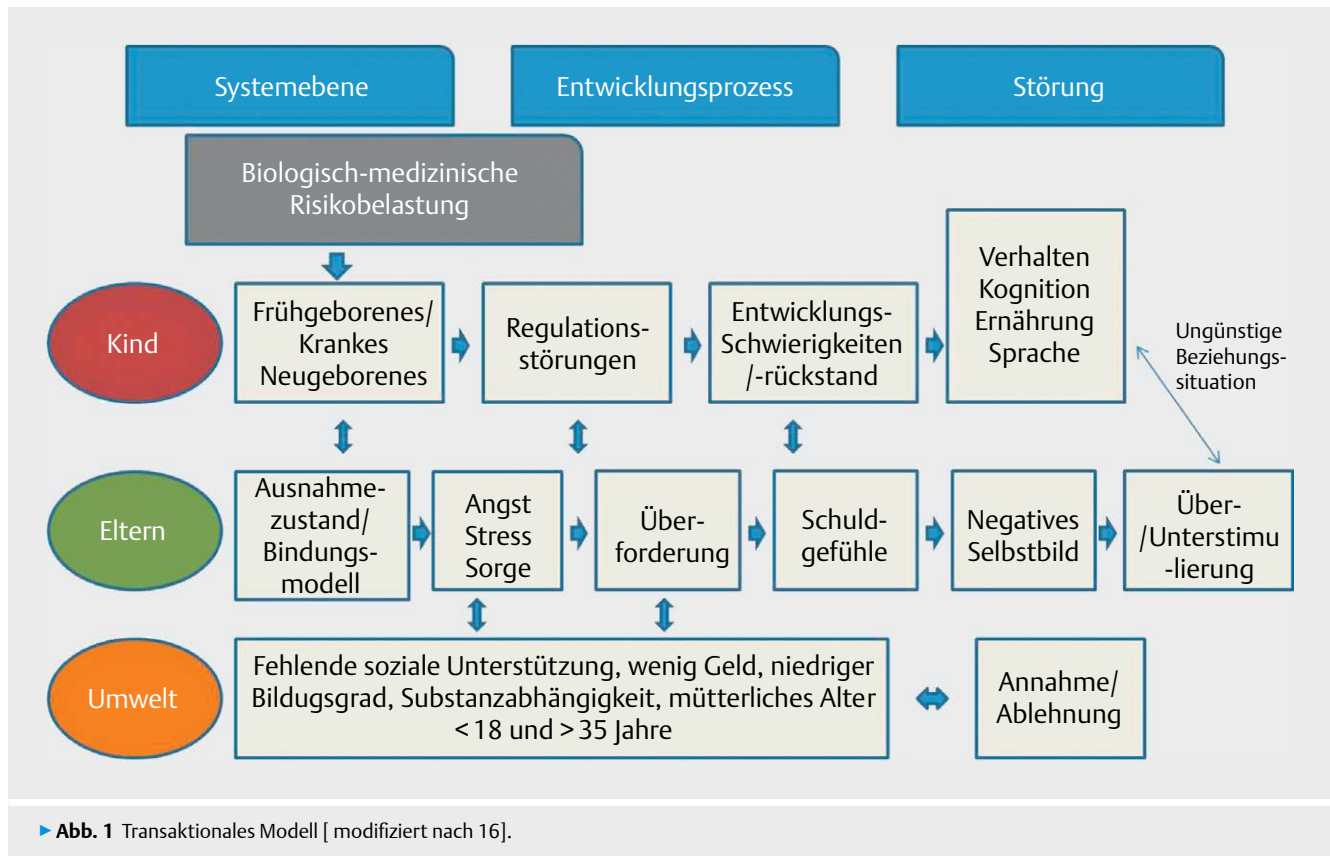 Systemebene
Entwicklungsprozess
Störung
Biologisch-medizinische
Risikobelastung
Kind
Frühgeborenes/
Krankes
Neugeborenes
Regulations-
störungen
Entwicklungs-
Schwierigkeiten
/-rückstand
Verhalten
Kognition
Ernährung
Sprache
Ungünstige
Beziehungs-
situation
Eltern
Ausnahme-
zustand/
Bindungs-
modell
Angst
Stress
Sorge
Über-
forderung
Schuld-
gefühle
Negatives
Selbstbild
Über-
/Unterstimu
-lierung
Umwelt
Fehlende soziale Unterstützung, wenig Geld, niedriger
Bildugsgrad, Substanzabhängigkeit, mütterliches Alter
< 18 und > 35 Jahre
Annahme/
Ablehnung
▶ Abb. 1 Transaktionales Modell [ modifiziert nach 16].